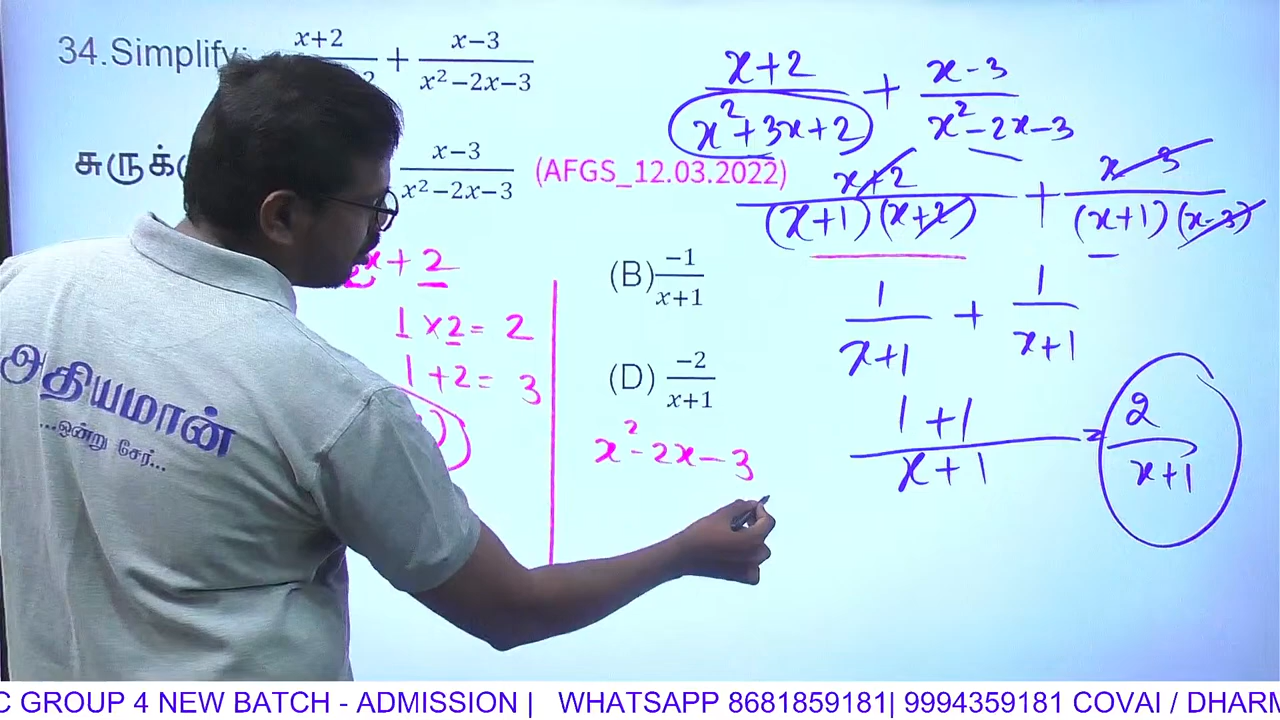 34.Simplify: x+2/ 2 + x−3/x²−2x−3
சுருக் x−3/x²−2x−3 (AFGS_12.03.2022)
(B) −1/x+1
(D) −2/x+1
x + 2
1 × 2 = 2
1 + 2 = 3
x² - 2x - 3
x+2/(x²+3x+2) + x-3/x²-2x-3
x+2/(x+1)(x+2) + x-3/(x+1)(x-3)
1/x+1 + 1/x+1
1+1/x+1 = 2/x+1
அதியமான்
...ஒன்று சேர்...
C GROUP 4 NEW BATCH - ADMISSION | WHATSAPP 8681859181| 9994359181 COVAI / DHARM